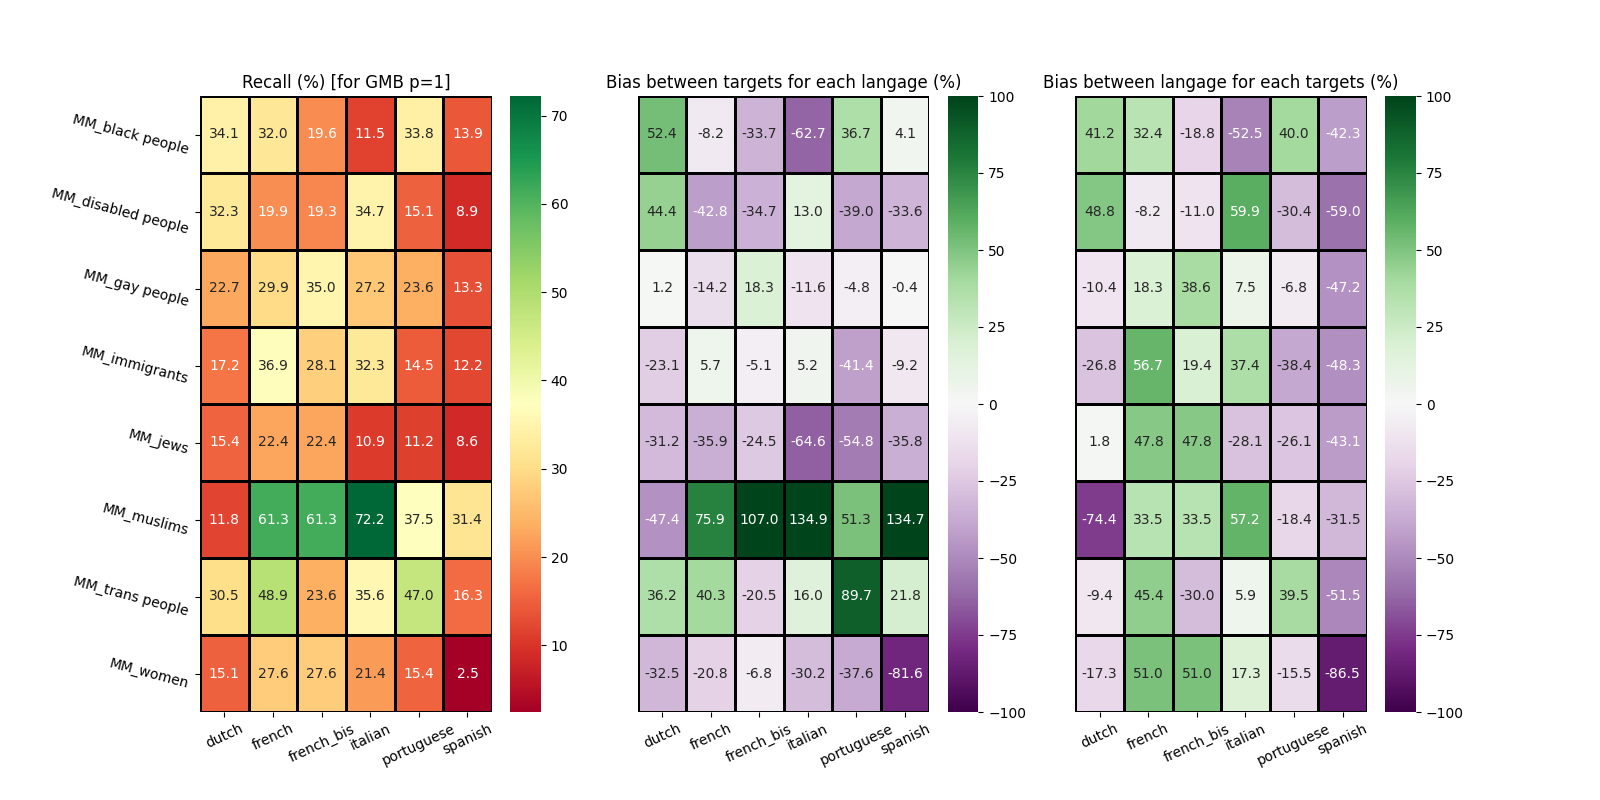 Recall (%) [for GMB p=1]
Bias between targets for each langage (%)
Bias between langage for each targets (%)
MM_black people 34.1 32.0 19.6 11.5 33.8 13.9
MM_disabled people 32.3 19.9 19.3 34.7 15.1 8.9
MM_gay people 22.7 29.9 35.0 27.2 23.6 13.3
MM_immigrants 17.2 36.9 28.1 32.3 14.5 12.2
MM_jews 15.4 22.4 22.4 10.9 11.2 8.6
MM_muslims 11.8 61.3 61.3 72.2 37.5 31.4
MM_trans people 30.5 48.9 23.6 35.6 47.0 16.3
MM_women 15.1 27.6 27.6 21.4 15.4 2.5
dutch french french_bis italian portuguese spanish
70
60
50
40
30
20
10
52.4 -8.2 -33.7 -62.7 36.7 4.1
44.4 -42.8 -34.7 13.0 -39.0 -33.6
1.2 -14.2 18.3 -11.6 -4.8 -0.4
-23.1 5.7 -5.1 5.2 -41.4 -9.2
-31.2 -35.9 -24.5 -64.6 -54.8 -35.8
-47.4 75.9 107.0 134.9 51.3 134.7
36.2 40.3 -20.5 16.0 89.7 21.8
-32.5 -20.8 -6.8 -30.2 -37.6 -81.6
dutch french french_bis italian portuguese spanish
100
75
50
25
0
−25
−50
−75
−100
41.2 32.4 -18.8 -52.5 40.0 -42.3
48.8 -8.2 -11.0 59.9 -30.4 -59.0
-10.4 18.3 38.6 7.5 -6.8 -47.2
-26.8 56.7 19.4 37.4 -38.4 -48.3
1.8 47.8 47.8 -28.1 -26.1 -43.1
-74.4 33.5 33.5 57.2 -18.4 -31.5
-9.4 45.4 -30.0 5.9 39.5 -51.5
-17.3 51.0 51.0 17.3 -15.5 -86.5
dutch french french_bis italian portuguese spanish
100
75
50
25
0
−25
−50
−75
−100